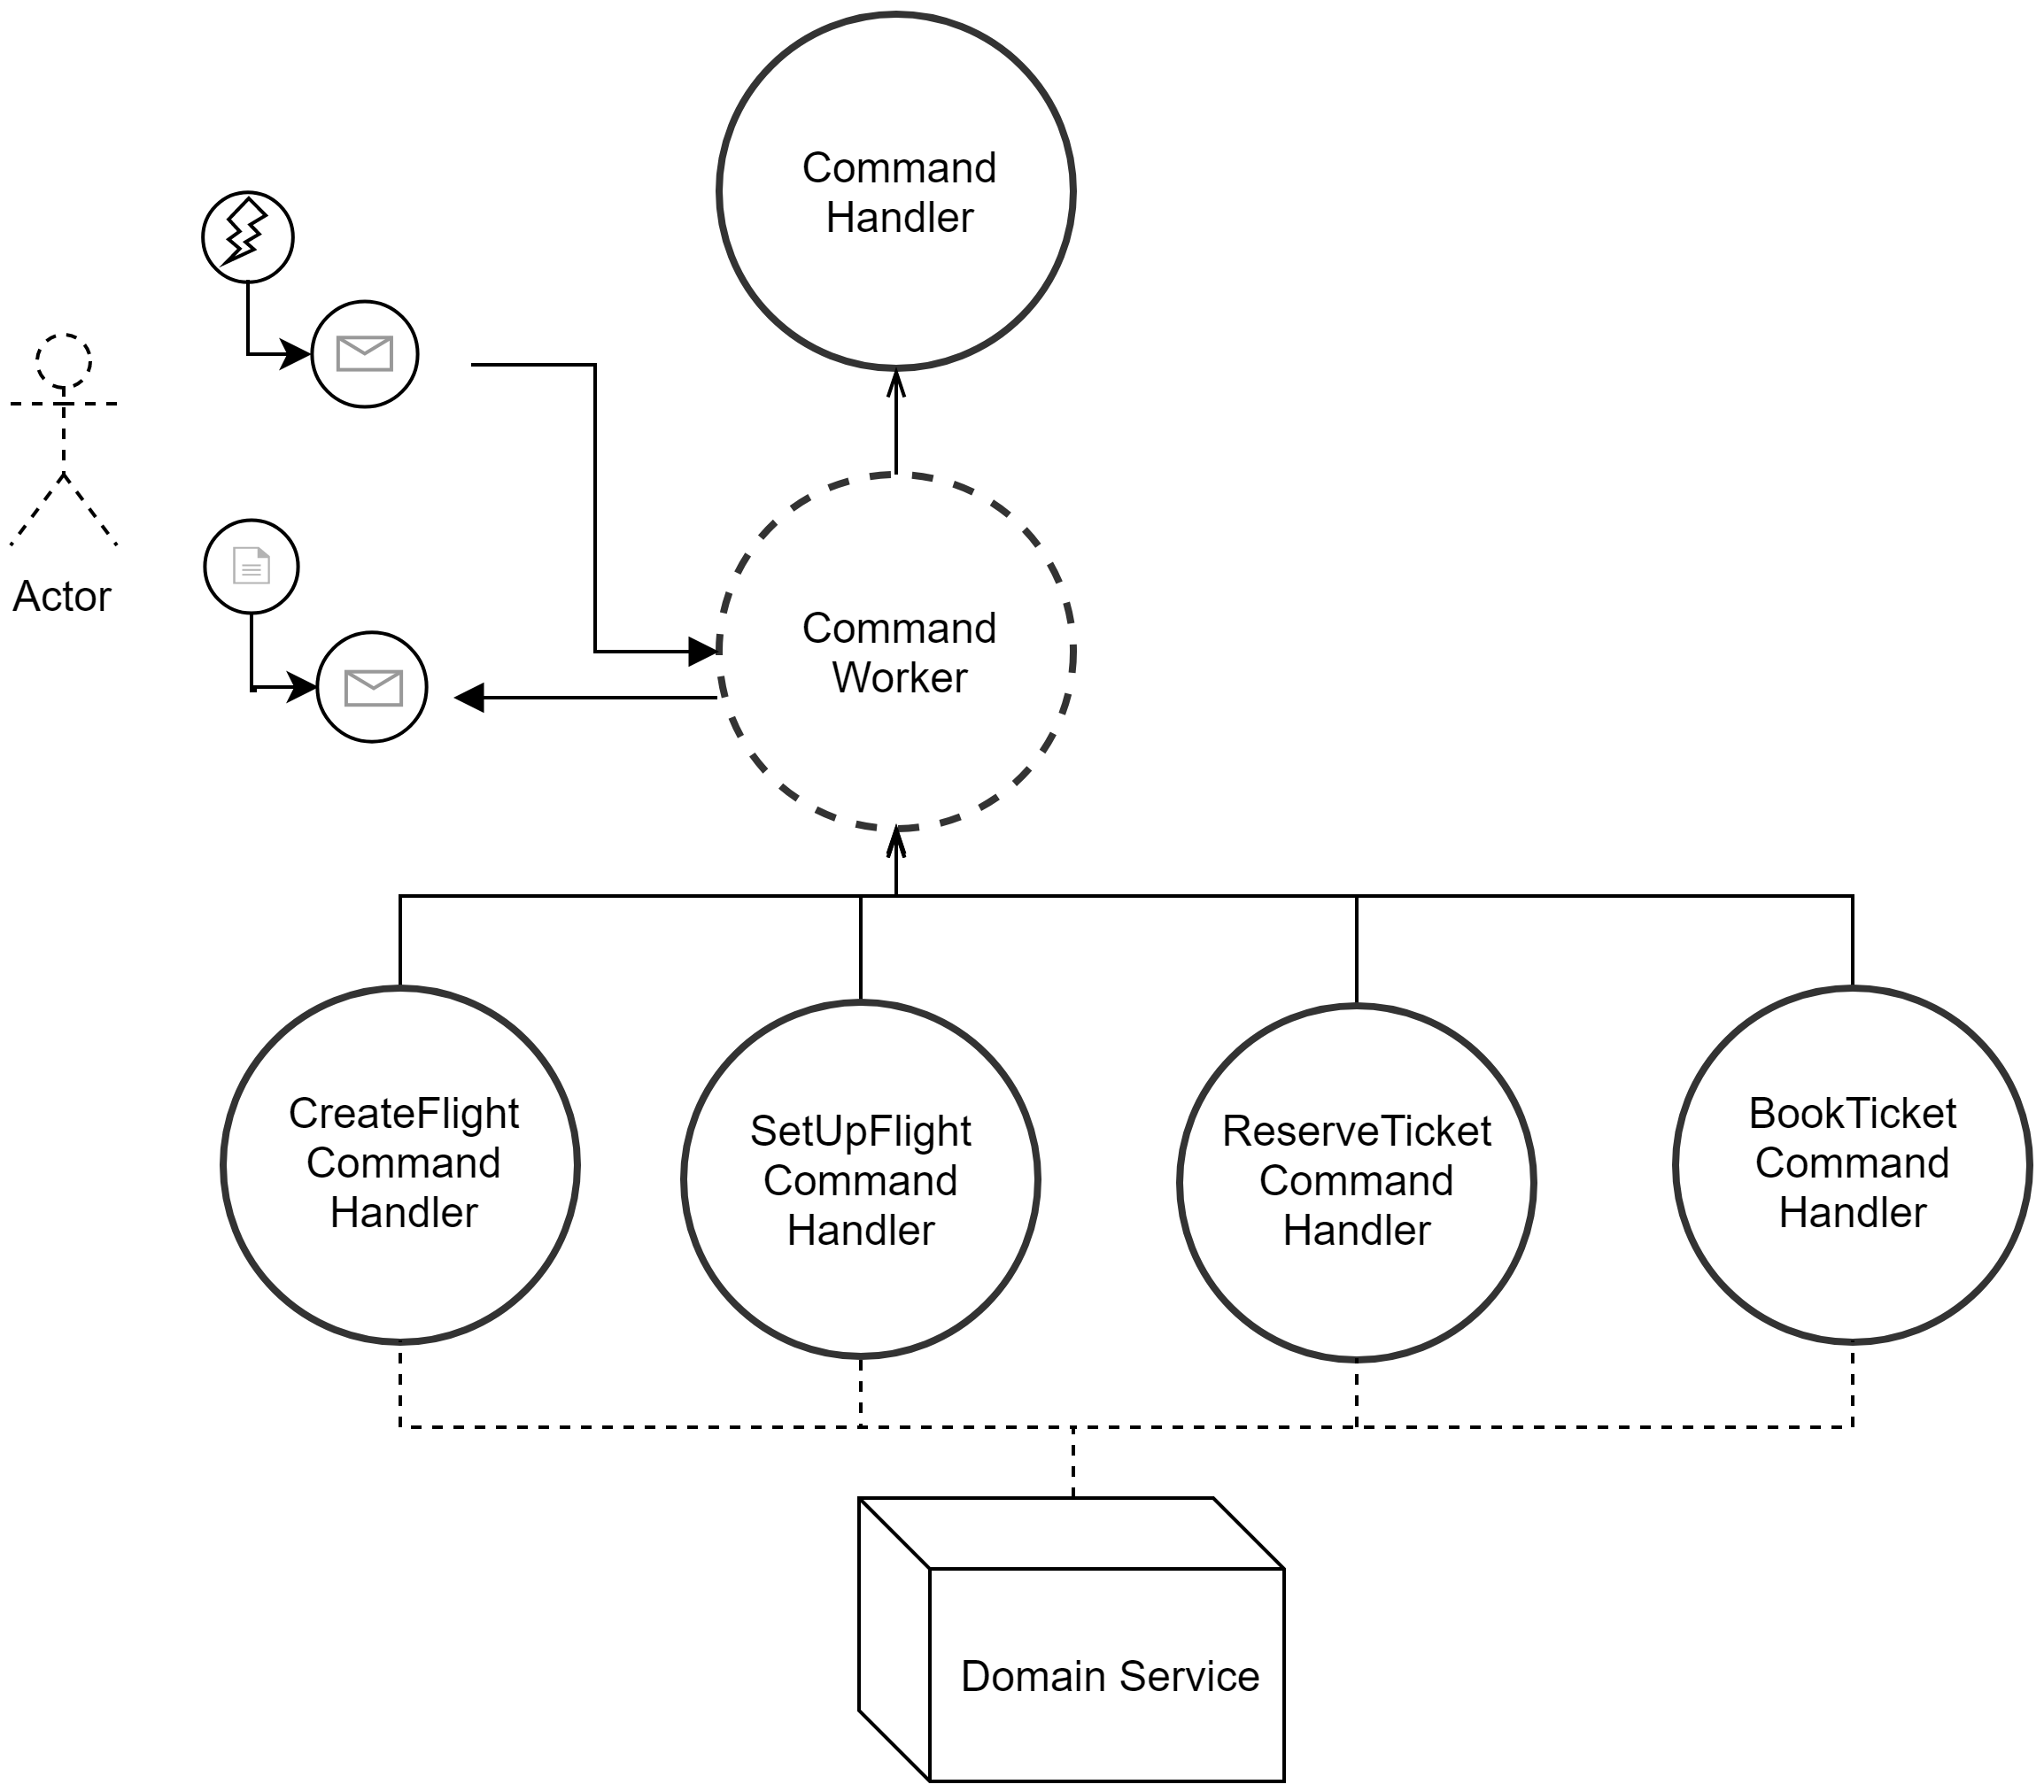 Command
Handler
Actor
Command
Worker
CreateFlight
Command
Handler
SetUpFlight
Command
Handler
ReserveTicket
Command
Handler
BookTicket
Command
Handler
Domain Service